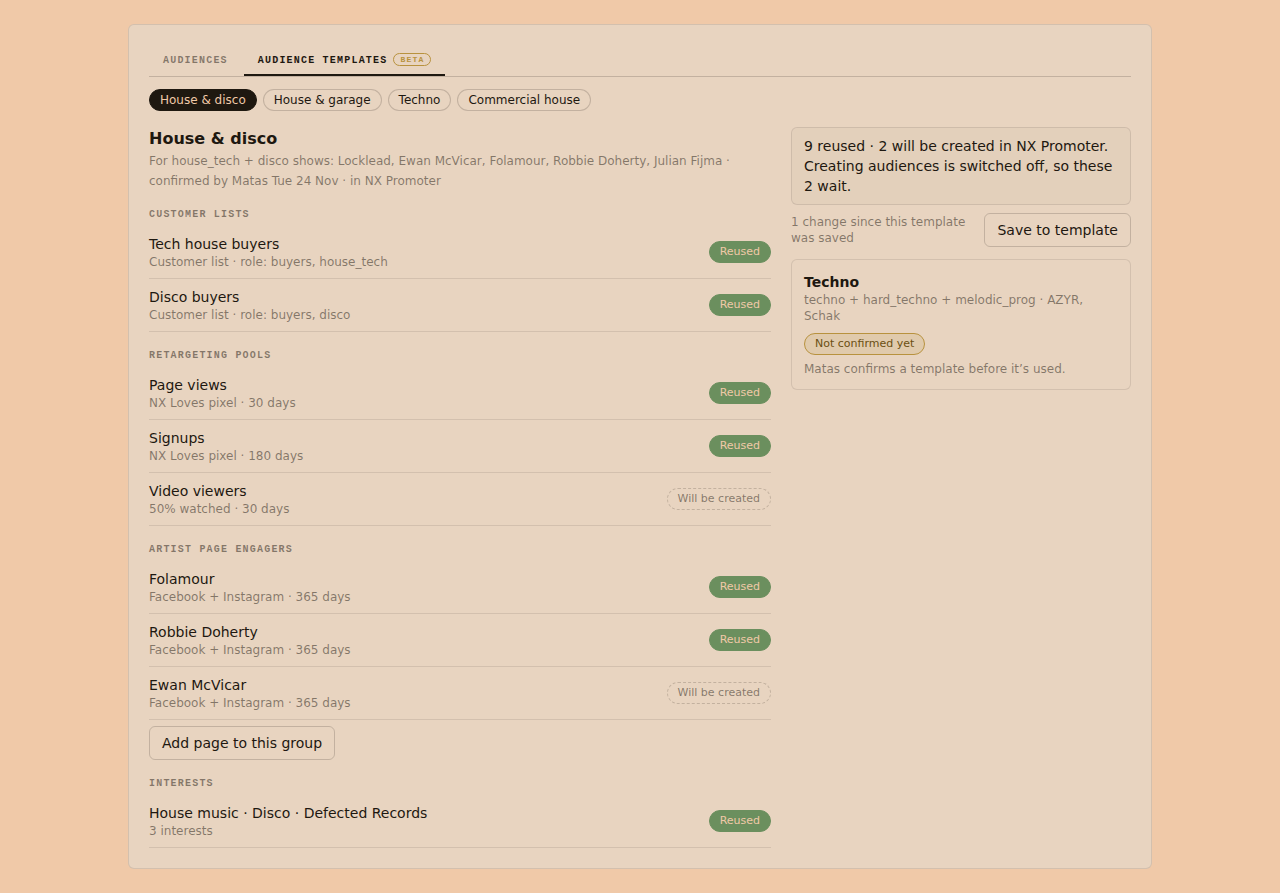 AUDIENCES
AUDIENCE TEMPLATES BETA
House & disco
House & garage
Techno
Commercial house
House & disco
For house_tech + disco shows: Locklead, Ewan McVicar, Folamour, Robbie Doherty, Julian Fijma ·
confirmed by Matas Tue 24 Nov · in NX Promoter
CUSTOMER LISTS
Tech house buyers
Customer list · role: buyers, house_tech
Reused
Disco buyers
Customer list · role: buyers, disco
Reused
RETARGETING POOLS
Page views
NX Loves pixel · 30 days
Reused
Signups
NX Loves pixel · 180 days
Reused
Video viewers
50% watched · 30 days
Will be created
ARTIST PAGE ENGAGERS
Folamour
Facebook + Instagram · 365 days
Reused
Robbie Doherty
Facebook + Instagram · 365 days
Reused
Ewan McVicar
Facebook + Instagram · 365 days
Will be created
Add page to this group
INTERESTS
House music · Disco · Defected Records
3 interests
Reused
9 reused · 2 will be created in NX Promoter.
Creating audiences is switched off, so these
2 wait.
1 change since this template
was saved
Save to template
Techno
techno + hard_techno + melodic_prog · AZYR,
Schak
Not confirmed yet
Matas confirms a template before it's used.